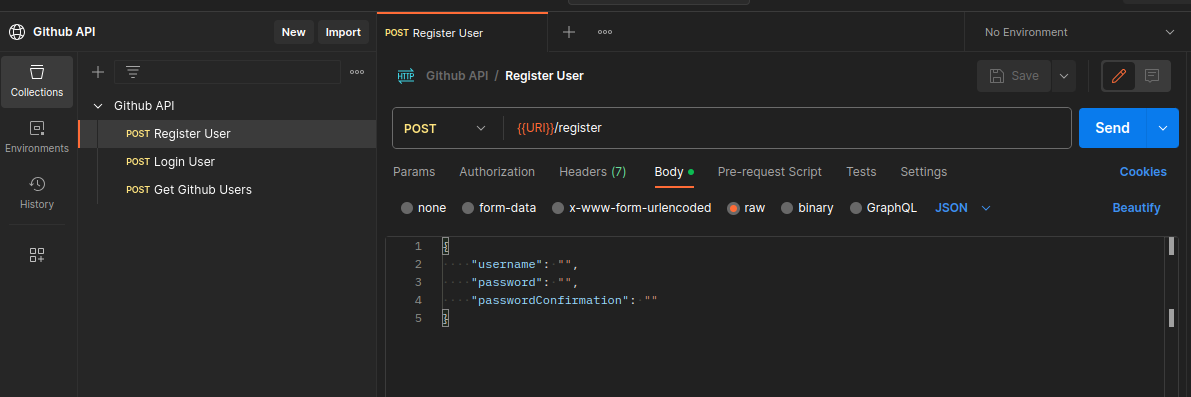 Github API
New
Import
POST Register User
No Environment
Collections
Environments
History
Github API
POST Register User
POST Login User
POST Get Github Users
HTTP
Github API / Register User
Save
POST
{{URI}}/register
Send
Params
Authorization
Headers (7)
Body
Pre-request Script
Tests
Settings
Cookies
none
form-data
x-www-form-urlencoded
raw
binary
GraphQL
JSON
Beautify
1 {
2 "username": "",
3 "password": "",
4 "passwordConfirmation": ""
5 }